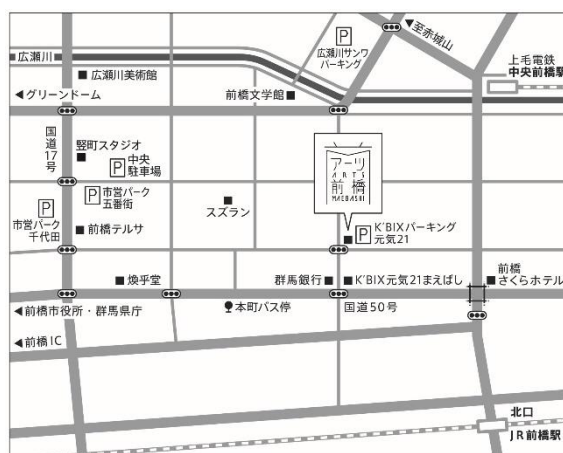 至赤城山
P
広瀬川サンワ
パーキング
広瀬川
上毛電鉄
中央前橋駅
広瀬川美術館
グリーンドーム
前橋文学館
国道17号
竪町スタジオ
P
中央
駐車場
アーツ
ARTS
前橋
MAEBASHI
P
市営パーク
五番街
スズラン
P
市営パーク
千代田
前橋テルサ
P
K'BIXパーキング
元気21
煥乎堂
群馬銀行
K'BIX元気21まえばし
前橋
さくらホテル
前橋市役所・群馬県庁
本町バス停
国道50号
前橋IC
北口
JR前橋駅